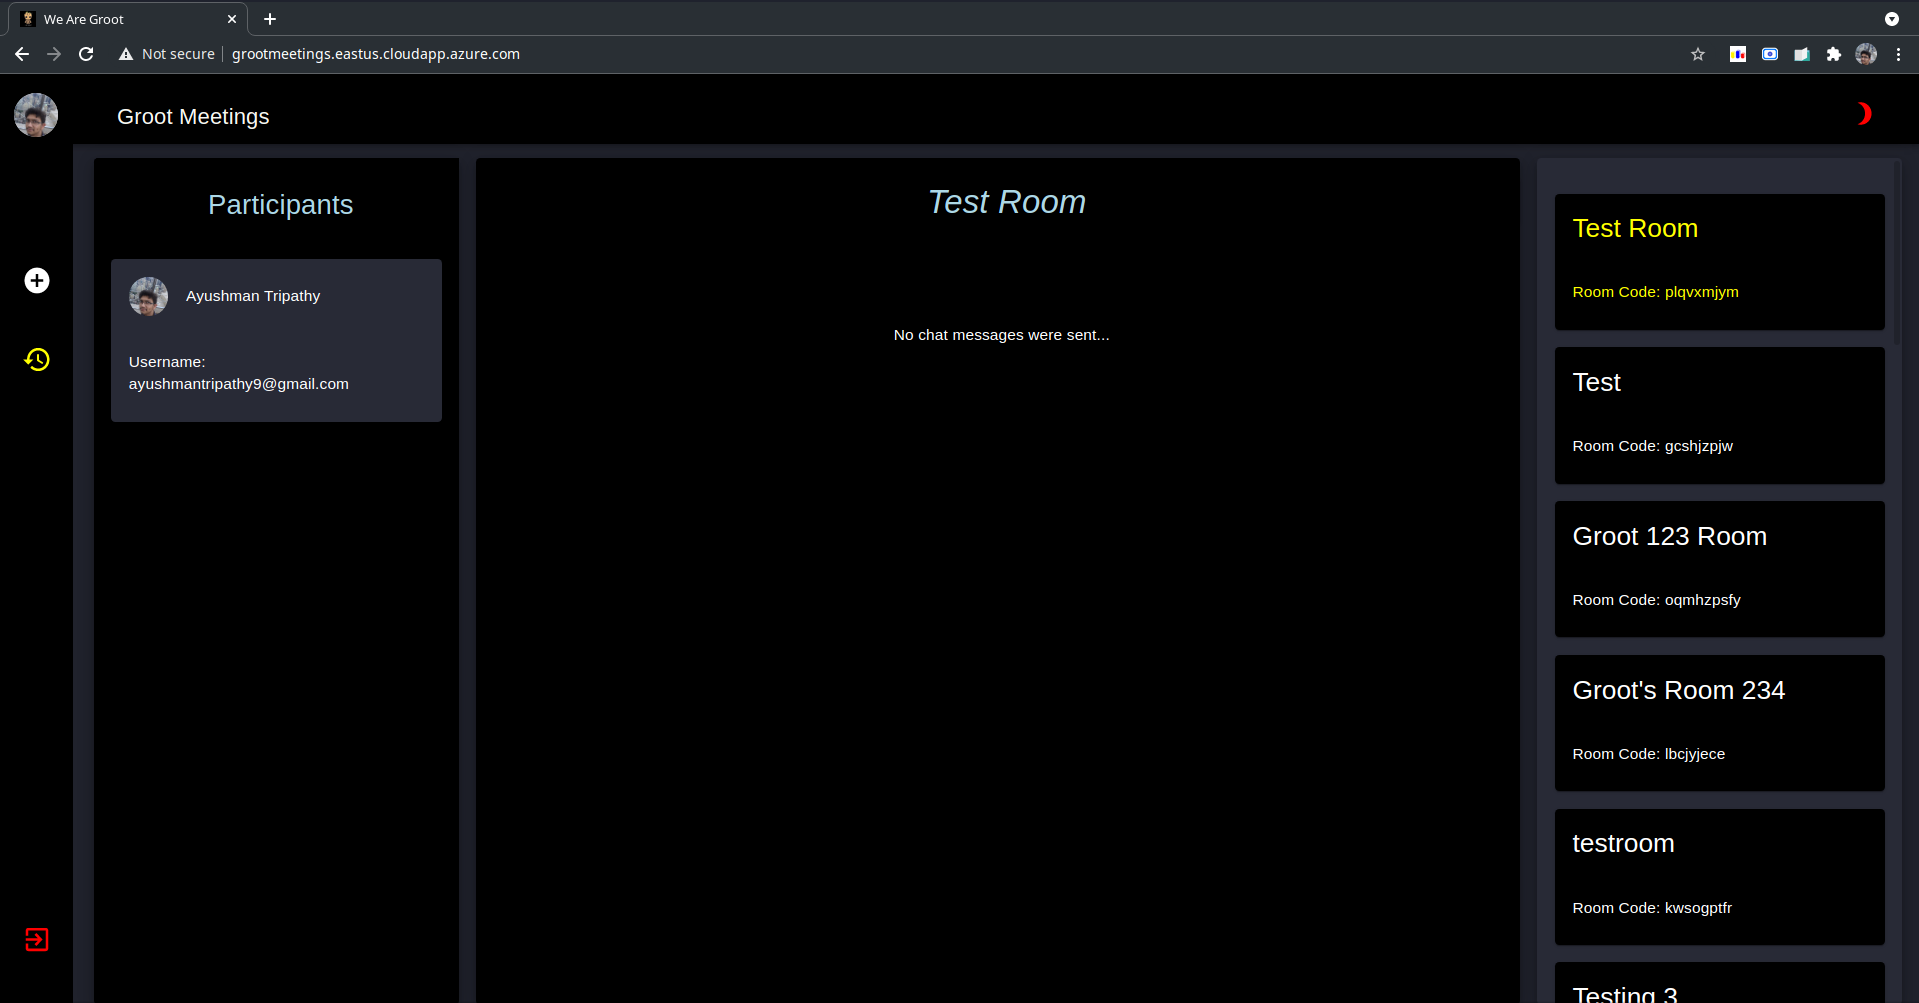 We Are Groot
Not secure
grootmeetings.eastus.cloudapp.azure.com
Groot Meetings
Participants
Ayushman Tripathy
Username:
ayushmantripathy9@gmail.com
Test Room
No chat messages were sent...
Test Room
Room Code: plqvxmjym
Test
Room Code: gcshjzpjw
Groot 123 Room
Room Code: oqmhzpsfy
Groot's Room 234
Room Code: lbcjyjece
testroom
Room Code: kwsogptfr
Testing 3